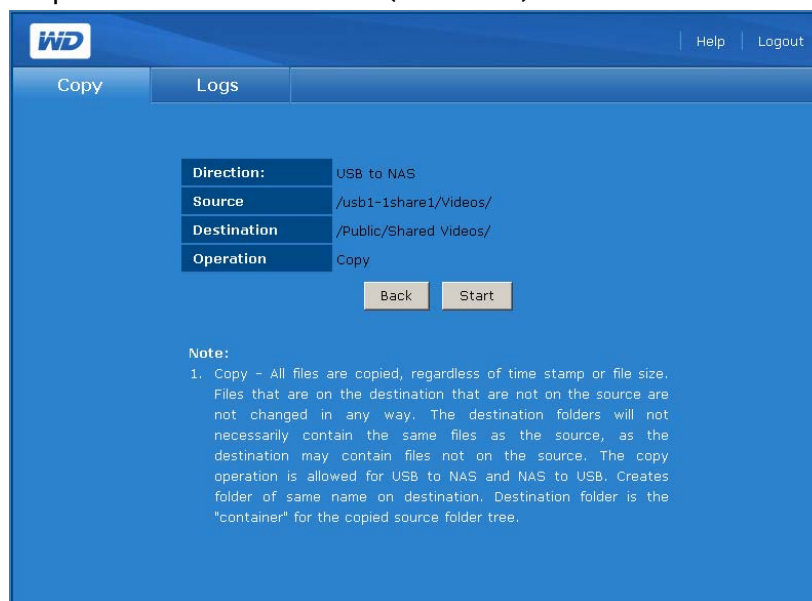 WD
Help | Logout
Copy Logs
Direction: USB to NAS
Source /usb1-1share1/Videos/
Destination /Public/Shared Videos/
Operation Copy
Back Start
Note:
1. Copy - All files are copied, regardless of time stamp or file size.
Files that are on the destination that are not on the source are
not changed in any way. The destination folders will not
necessarily contain the same files as the source, as the
destination may contain files not on the source. The copy
operation is allowed for USB to NAS and NAS to USB. Creates
folder of same name on destination. Destination folder is the
"container" for the copied source folder tree.